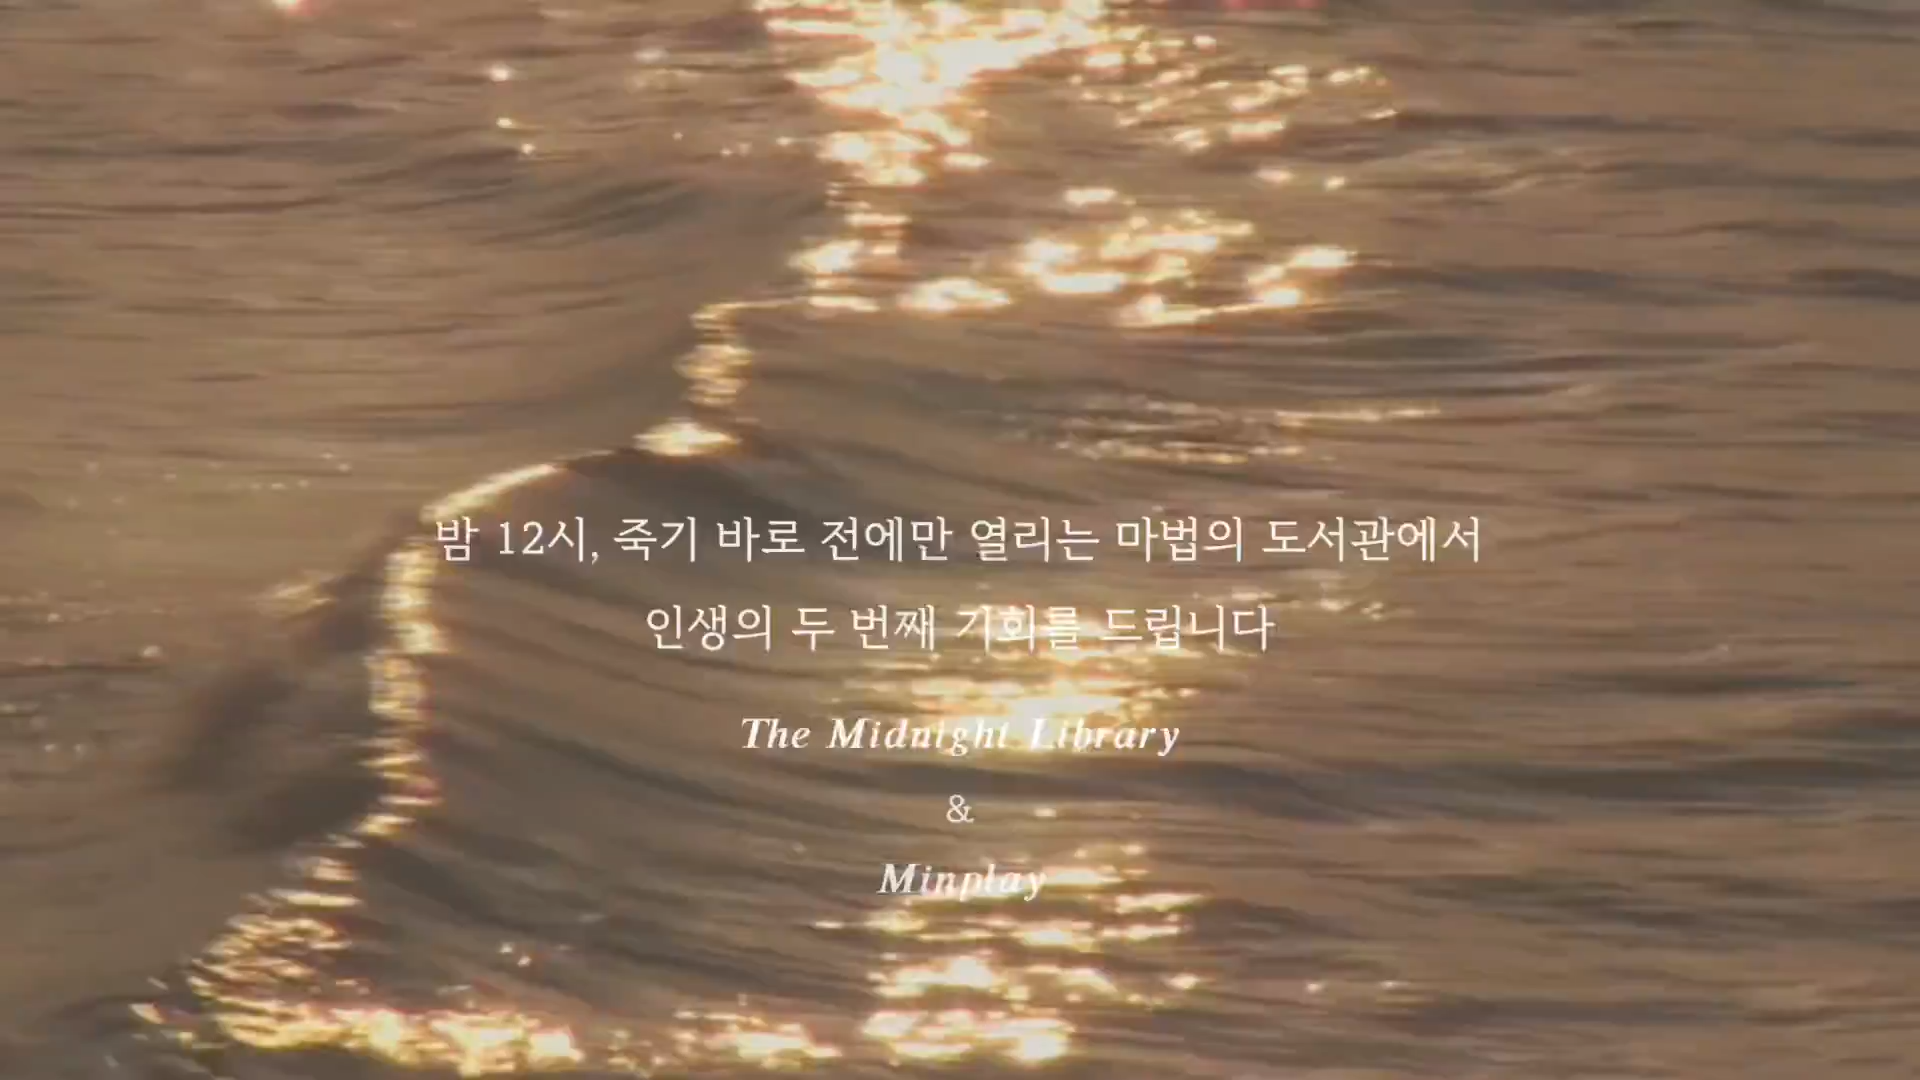 밤 12시, 죽기 바로 전에만 열리는 마법의 도서관에서
인생의 두 번째 기회를 드립니다
The Midnight Library
&
Minplay